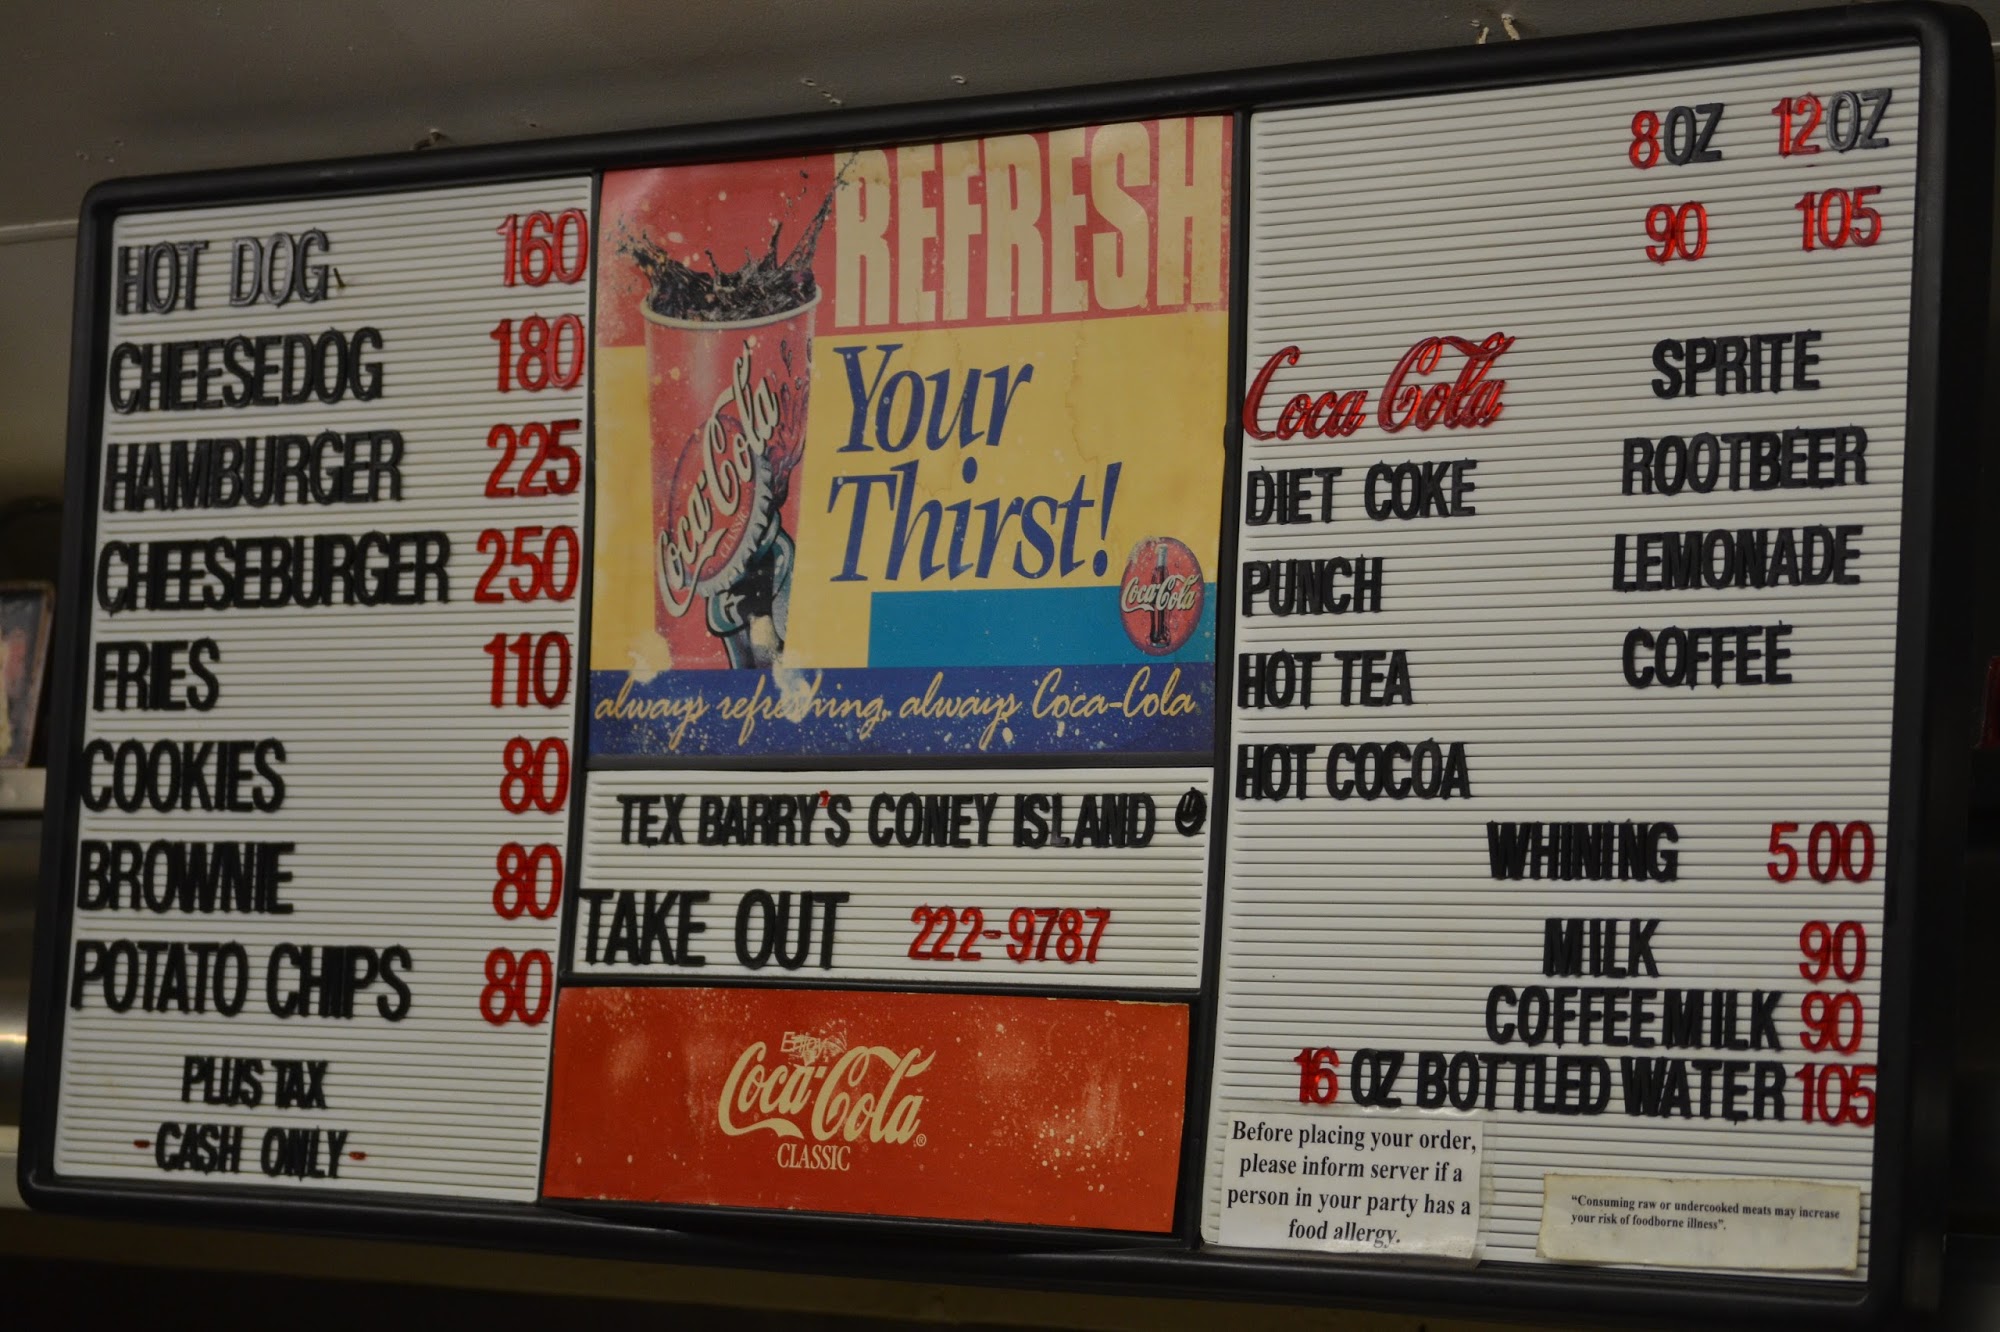 HOT DOG 160
CHEESEDOG 180
HAMBURGER 225
CHEESEBURGER 250
FRIES 110
COOKIES 80
BROWNIE 80
POTATO CHIPS 80
PLUS TAX
-CASH ONLY-
REFRESH
Your
Thirst!
Coca-Cola
CLASSIC
Coca-Cola
always refreshing, always Coca-Cola
TEX BARRY'S CONEY ISLAND
TAKE OUT 222-9787
Enjoy
Coca-Cola®
CLASSIC
8OZ 12OZ
90 105
Coca Cola SPRITE
DIET COKE ROOTBEER
PUNCH LEMONADE
HOT TEA COFFEE
HOT COCOA
WHINING 500
MILK 90
COFFEEMILK 90
16 OZ BOTTLED WATER 105
Before placing your order,
please inform server if a
person in your party has a
food allergy.
"Consuming raw or undercooked meats may increase
your risk of foodborne illness".